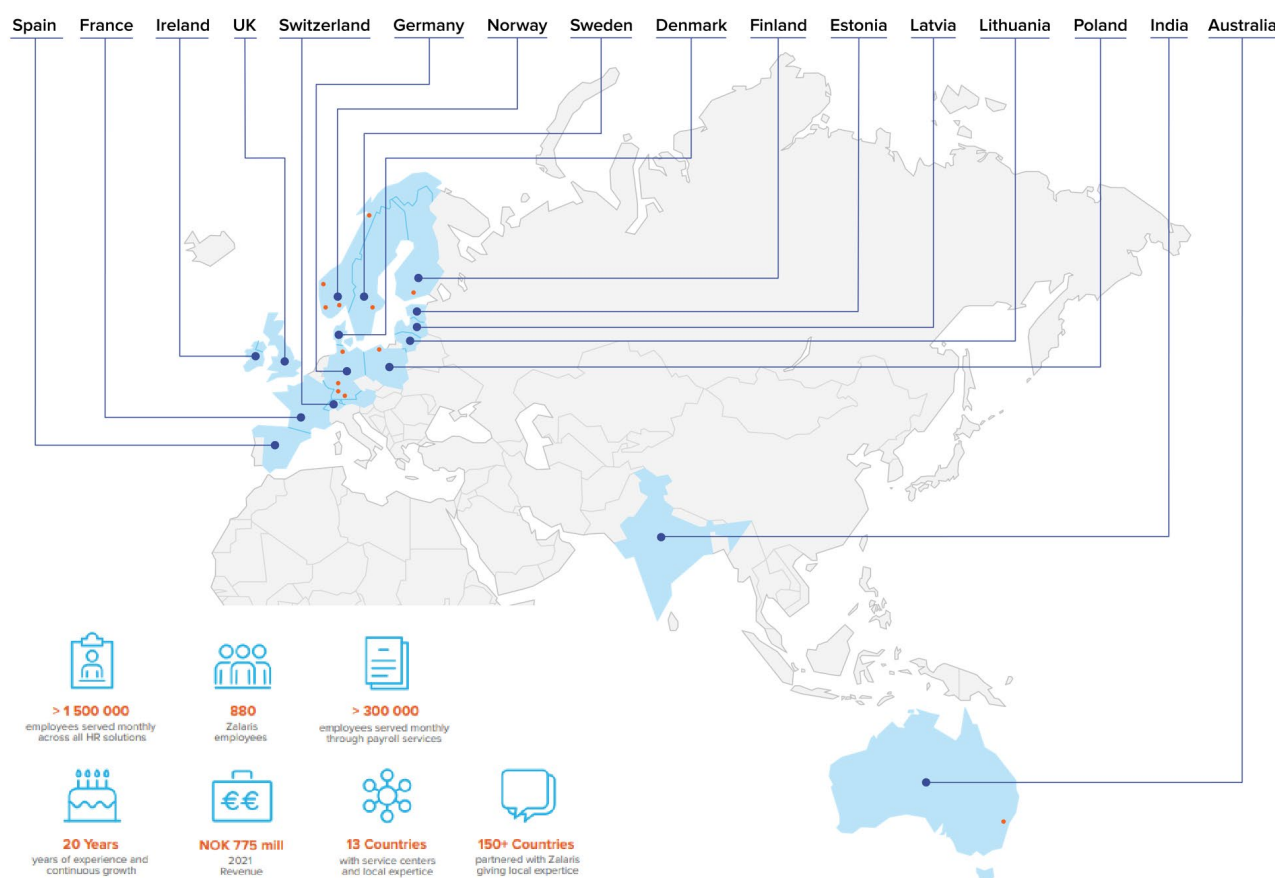 Spain France Ireland UK Switzerland Germany Norway Sweden Denmark Finland Estonia Latvia Lithuania Poland India Australia
> 1 500 000
employees served monthly
across all HR solutions
880
Zalaris
employees
> 300 000
employees served monthly
through payroll services
20 Years
years of experience and
continuous growth
€€
NOK 775 mill
2021
Revenue
13 Countries
with service centers
and local expertice
150+ Countries
partnered with Zalaris
giving local expertice